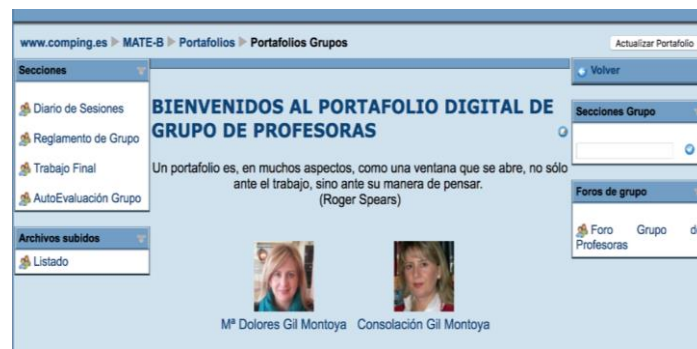 www.comping.es MATE-B Portafolios Portafolios Grupos
Actualizar Portafolio
Secciones
Diario de Sesiones
Reglamento de Grupo
Trabajo Final
AutoEvaluación Grupo
Archivos subidos
Listado
BIENVENIDOS AL PORTAFOLIO DIGITAL DE
GRUPO DE PROFESORAS
Un portafolio es, en muchos aspectos, como una ventana que se abre, no sólo
ante el trabajo, sino ante su manera de pensar.
(Roger Spears)
Mª Dolores Gil Montoya Consolación Gil Montoya
Volver
Secciones Grupo
Foros de grupo
Foro Grupo d
Profesoras